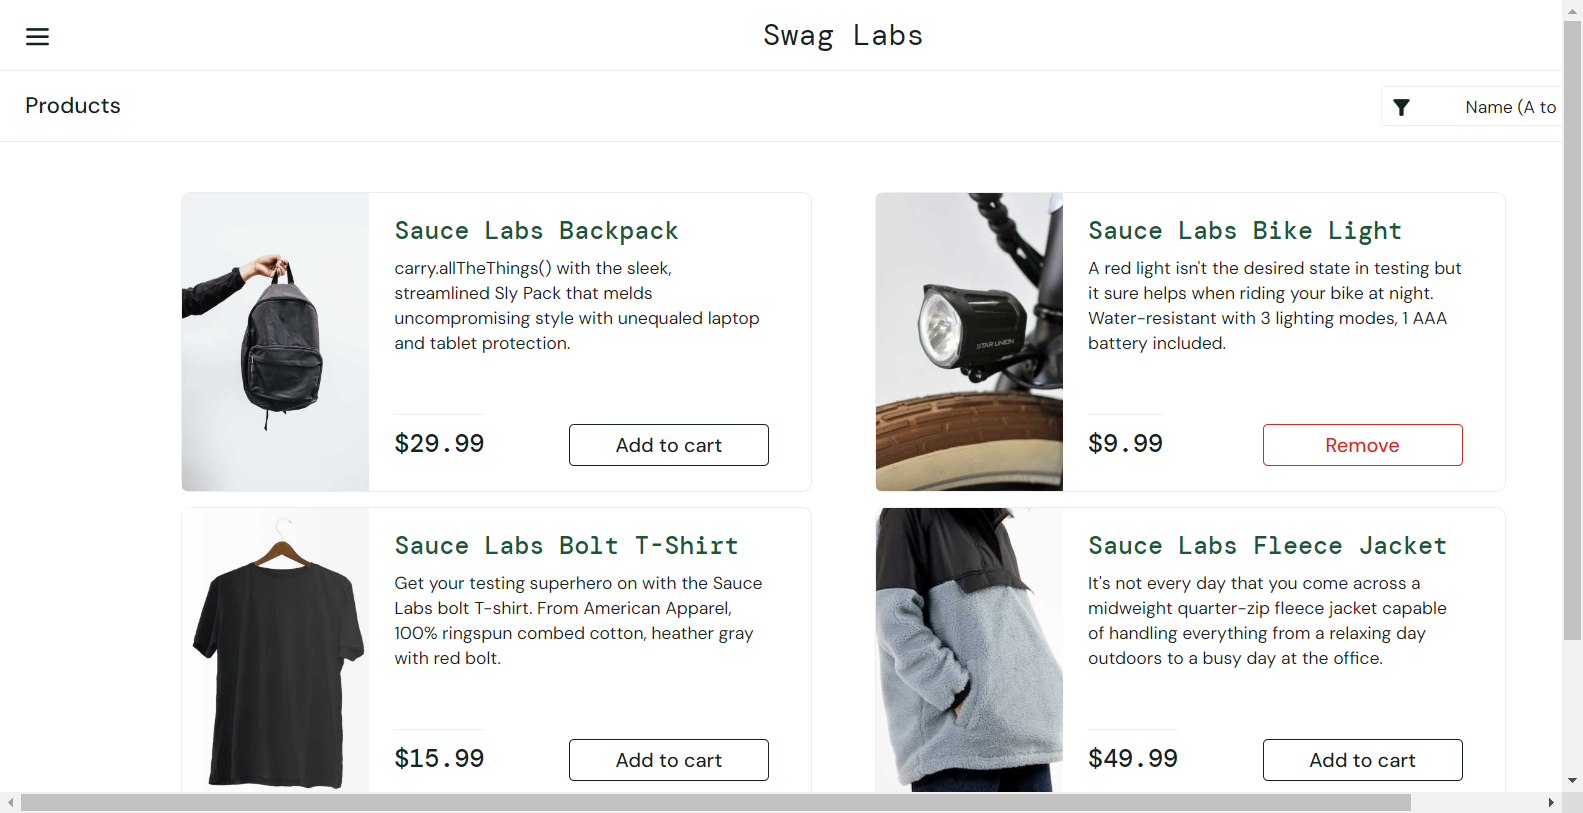 Swag Labs
Products
Name (A to
Sauce Labs Backpack
carry.allTheThings() with the sleek,
streamlined Sly Pack that melds
uncompromising style with unequaled laptop
and tablet protection.
$29.99
Add to cart
Sauce Labs Bike Light
A red light isn't the desired state in testing but
it sure helps when riding your bike at night.
Water-resistant with 3 lighting modes, 1 AAA
battery included.
STAR UNION
$9.99
Remove
Sauce Labs Bolt T-Shirt
Get your testing superhero on with the Sauce
Labs bolt T-shirt. From American Apparel,
100% ringspun combed cotton, heather gray
with red bolt.
$15.99
Add to cart
Sauce Labs Fleece Jacket
It's not every day that you come across a
midweight quarter-zip fleece jacket capable
of handling everything from a relaxing day
outdoors to a busy day at the office.
$49.99
Add to cart